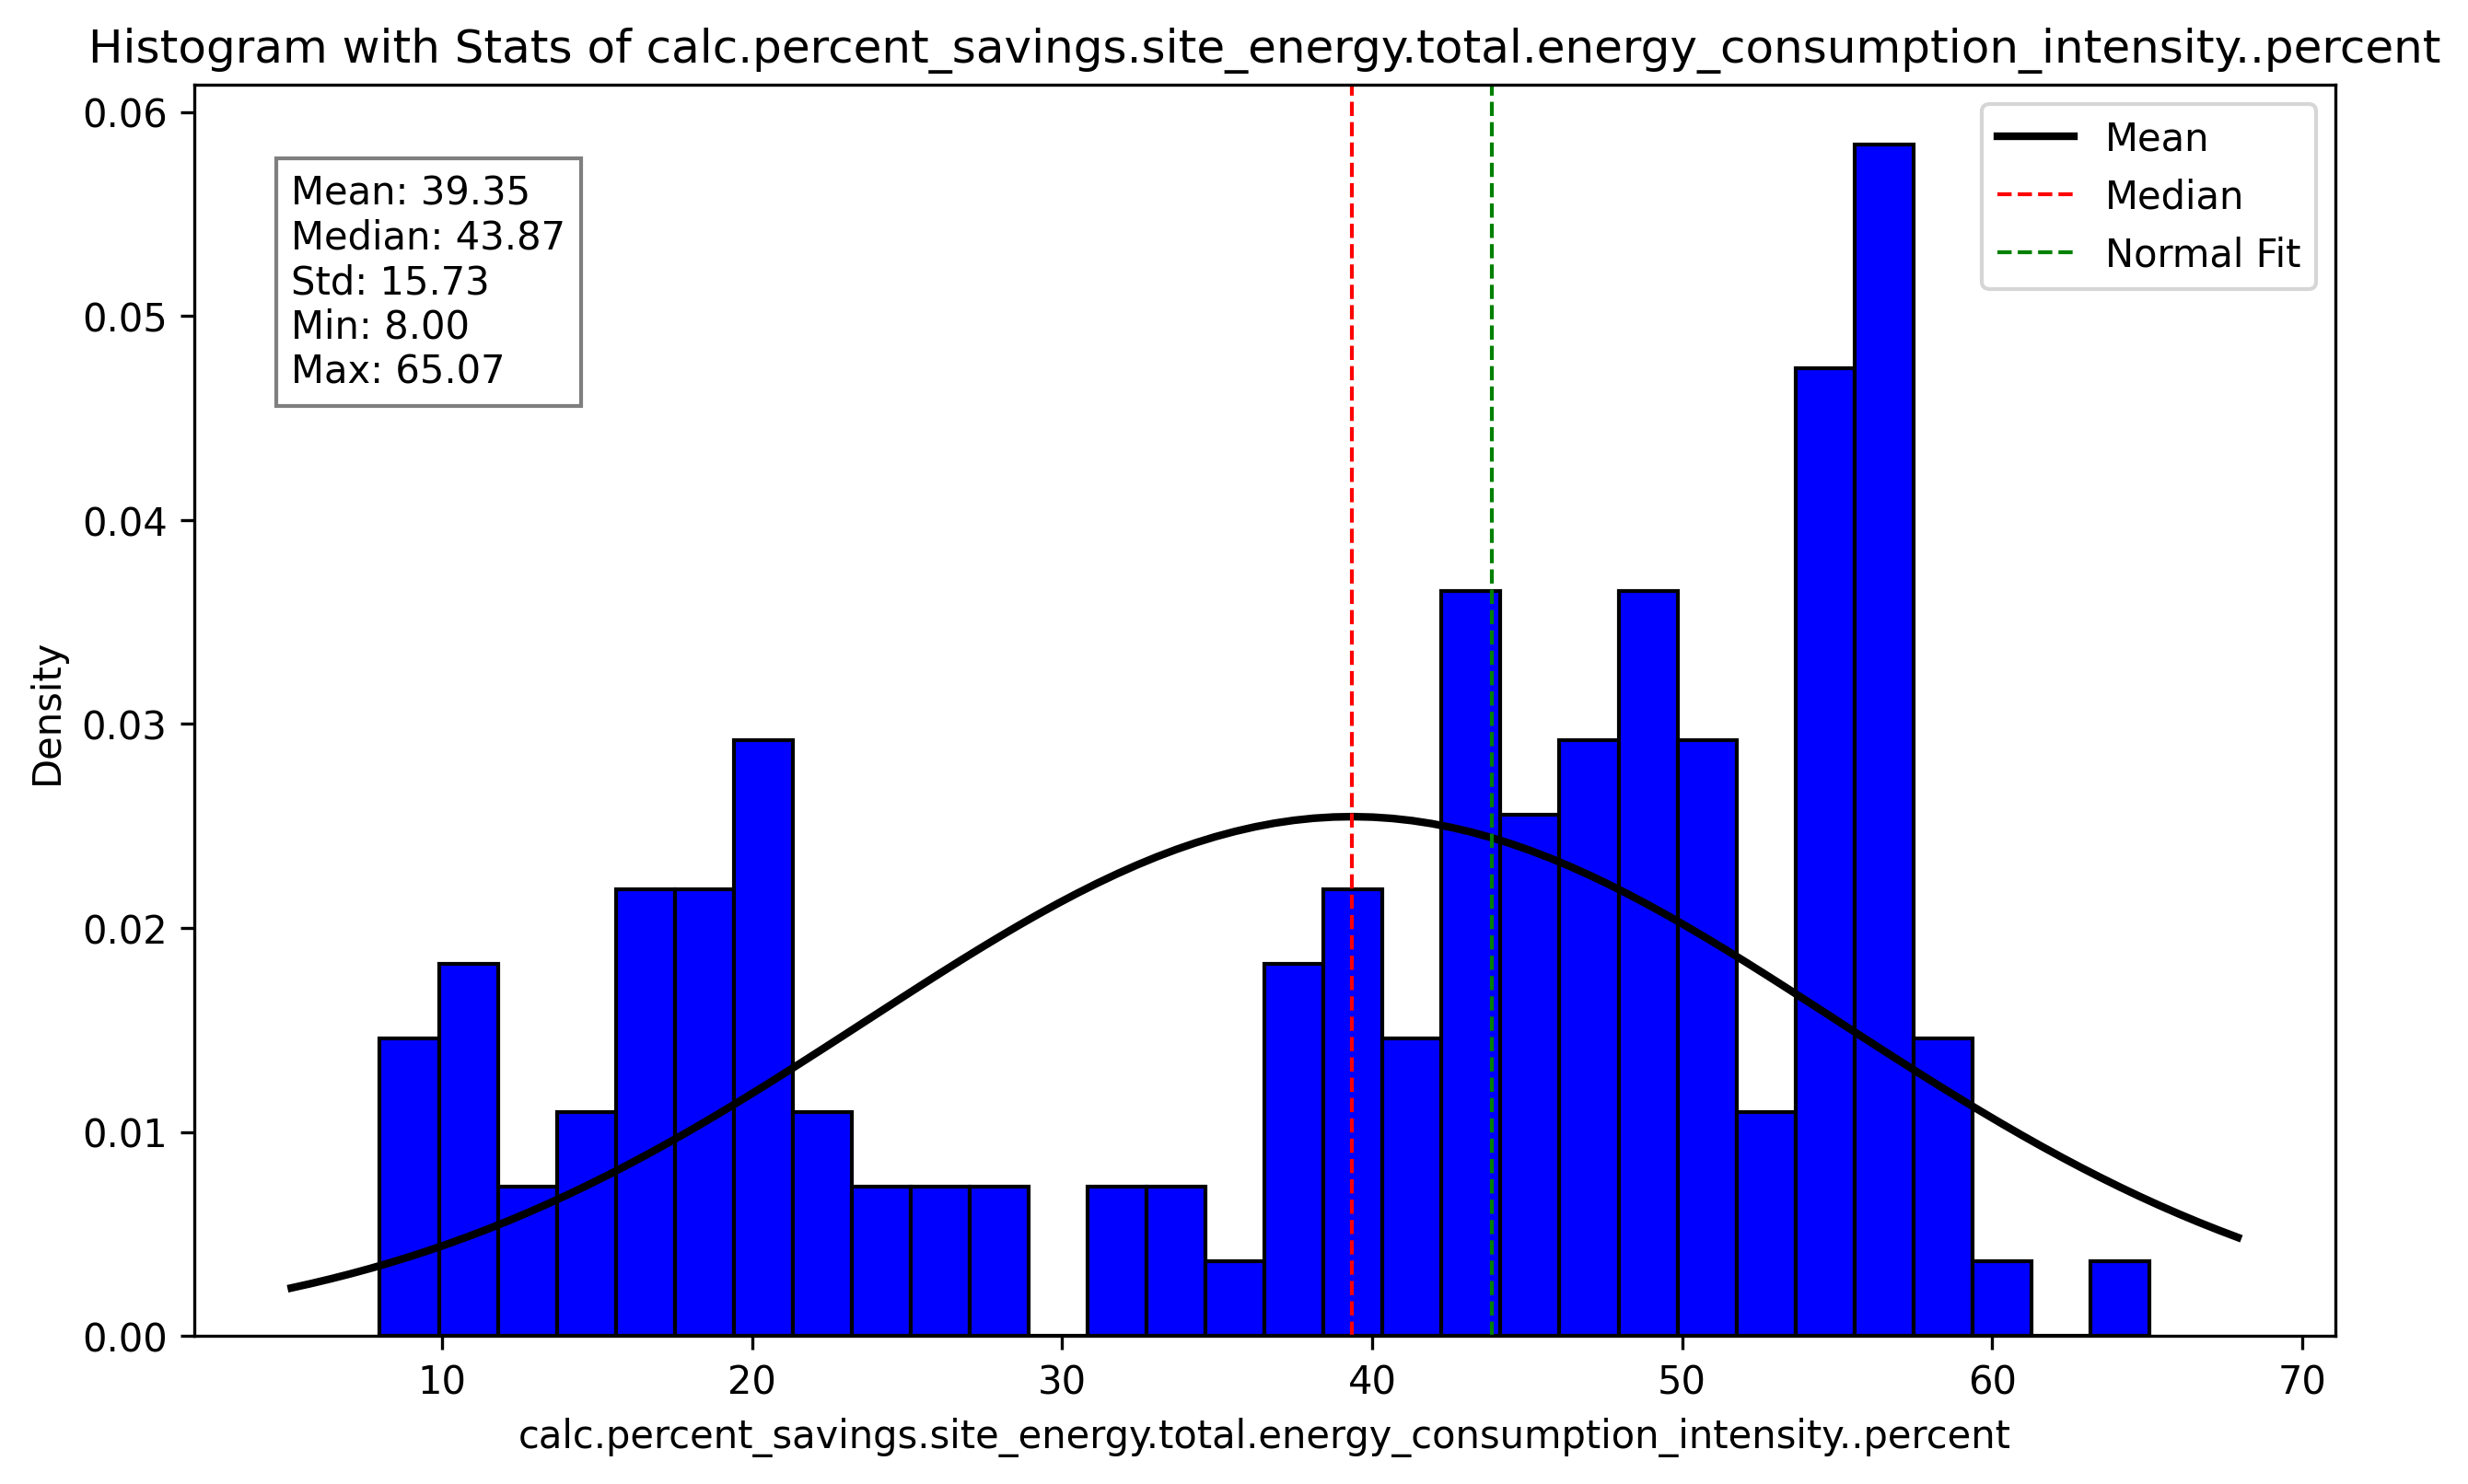 Histogram with Stats of calc.percent_savings.site_energy.total.energy_consumption_intensity..percent
0.06
0.05
0.04
0.03
0.02
0.01
0.00
Density
Mean: 39.35
Median: 43.87
Std: 15.73
Min: 8.00
Max: 65.07
Mean
Median
Normal Fit
10 20 30 40 50 60 70
calc.percent_savings.site_energy.total.energy_consumption_intensity..percent